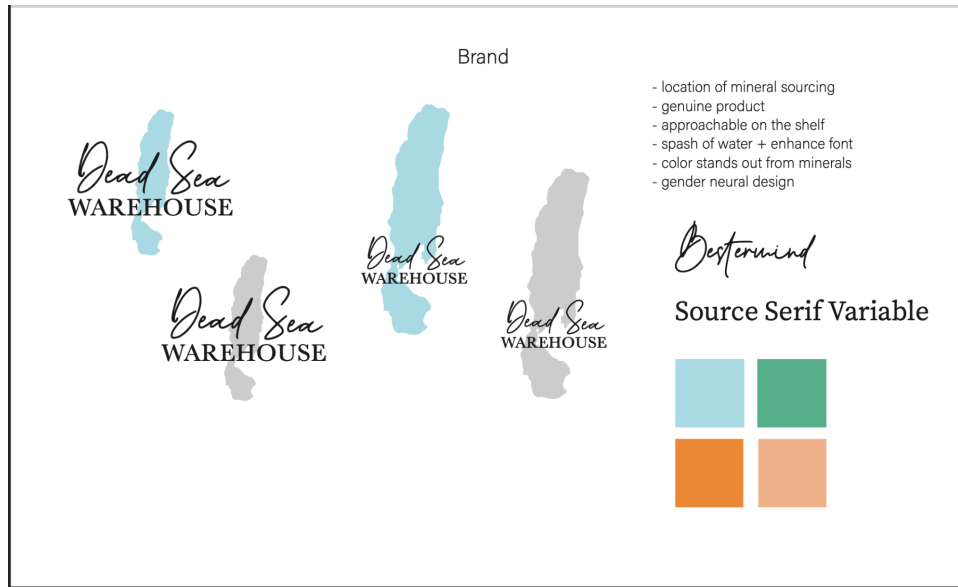 Brand
- location of mineral sourcing
- genuine product
- approachable on the shelf
- spash of water + enhance font
- color stands out from minerals
- gender neural design
Dead Sea
WAREHOUSE
Dead Sea
WAREHOUSE
Dead Sea
WAREHOUSE
Dead Sea
WAREHOUSE
Bestermind
Source Serif Variable